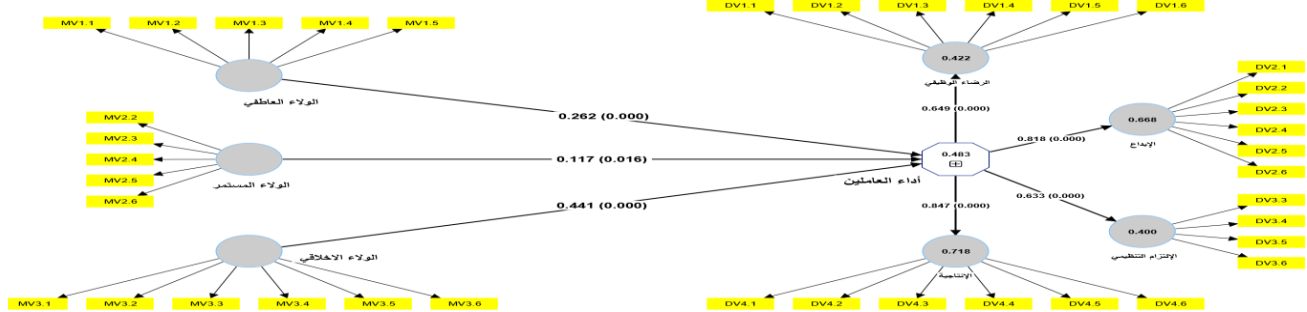 MV1.1 MV1.2 MV1.3 MV1.4 MV1.5
الولاء العاطفي
MV2.2
MV2.3
MV2.4
MV2.5
MV2.6
الولاء المستمر
الولاء الاخلاقي
MV3.1 MV3.2 MV3.3 MV3.4 MV3.5 MV3.6
0.262 (0.000)
0.117 (0.016)
0.441 (0.000)
DV1.1 DV1.2 DV1.3 DV1.4 DV1.5 DV1.6
0.422
الرضاء الوظيفي
0.649 (0.000)
0.483
أداء العاملين
0.818 (0.000)
0.668
الإبداع
DV2.1
DV2.2
DV2.3
DV2.4
DV2.5
DV2.6
0.633 (0.000)
0.400
الإلتزام التنظيمي
DV3.3
DV3.4
DV3.5
DV3.6
0.847 (0.000)
0.718
الإنتاجية
DV4.1 DV4.2 DV4.3 DV4.4 DV4.5 DV4.6